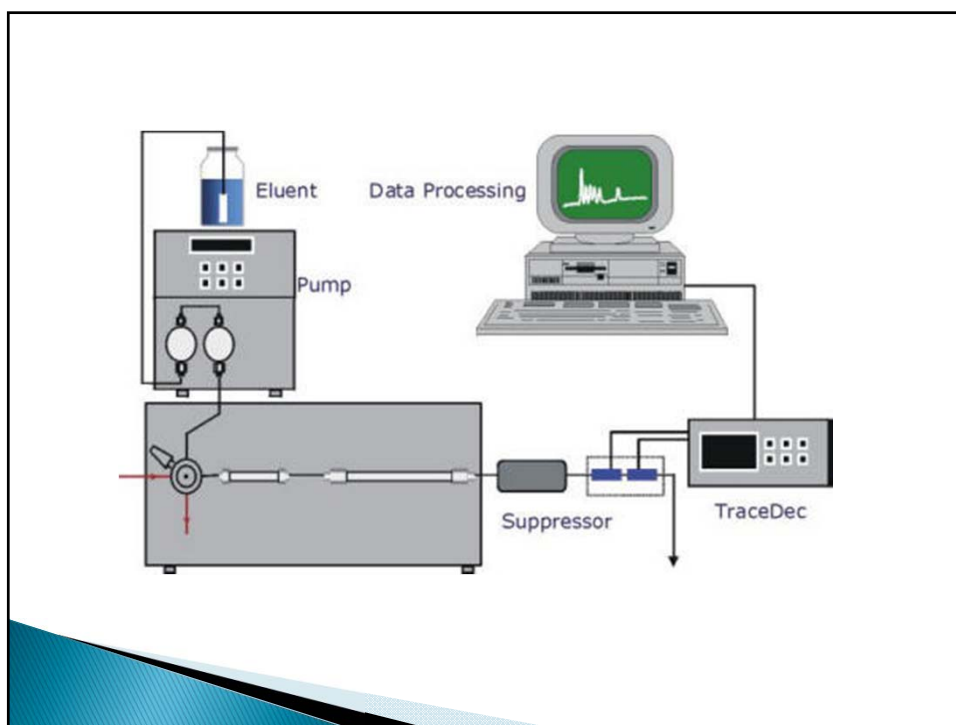 Eluent
Data Processing
Pump
Suppressor
TraceDec